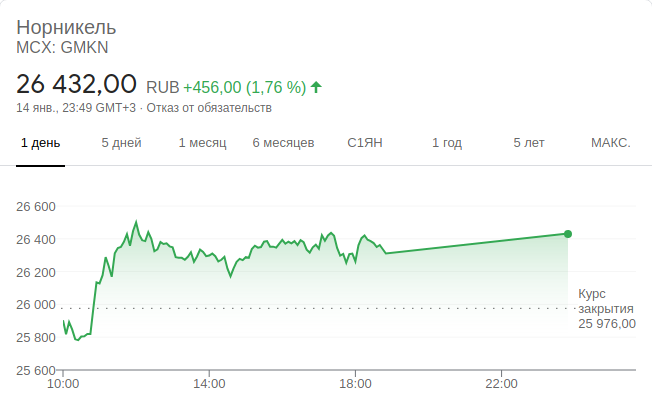 Норникель
MCX: GMKN
26 432,00 RUB +456,00 (1,76 %)
14 янв., 23:49 GMT+3 · Отказ от обязательств
1 день 5 дней 1 месяц 6 месяцев С1ЯН 1 год 5 лет МАКС.
26 600
26 400
26 200
26 000
25 800
25 600
Курс
закрытия
25 976,00
10:00 14:00 18:00 22:00